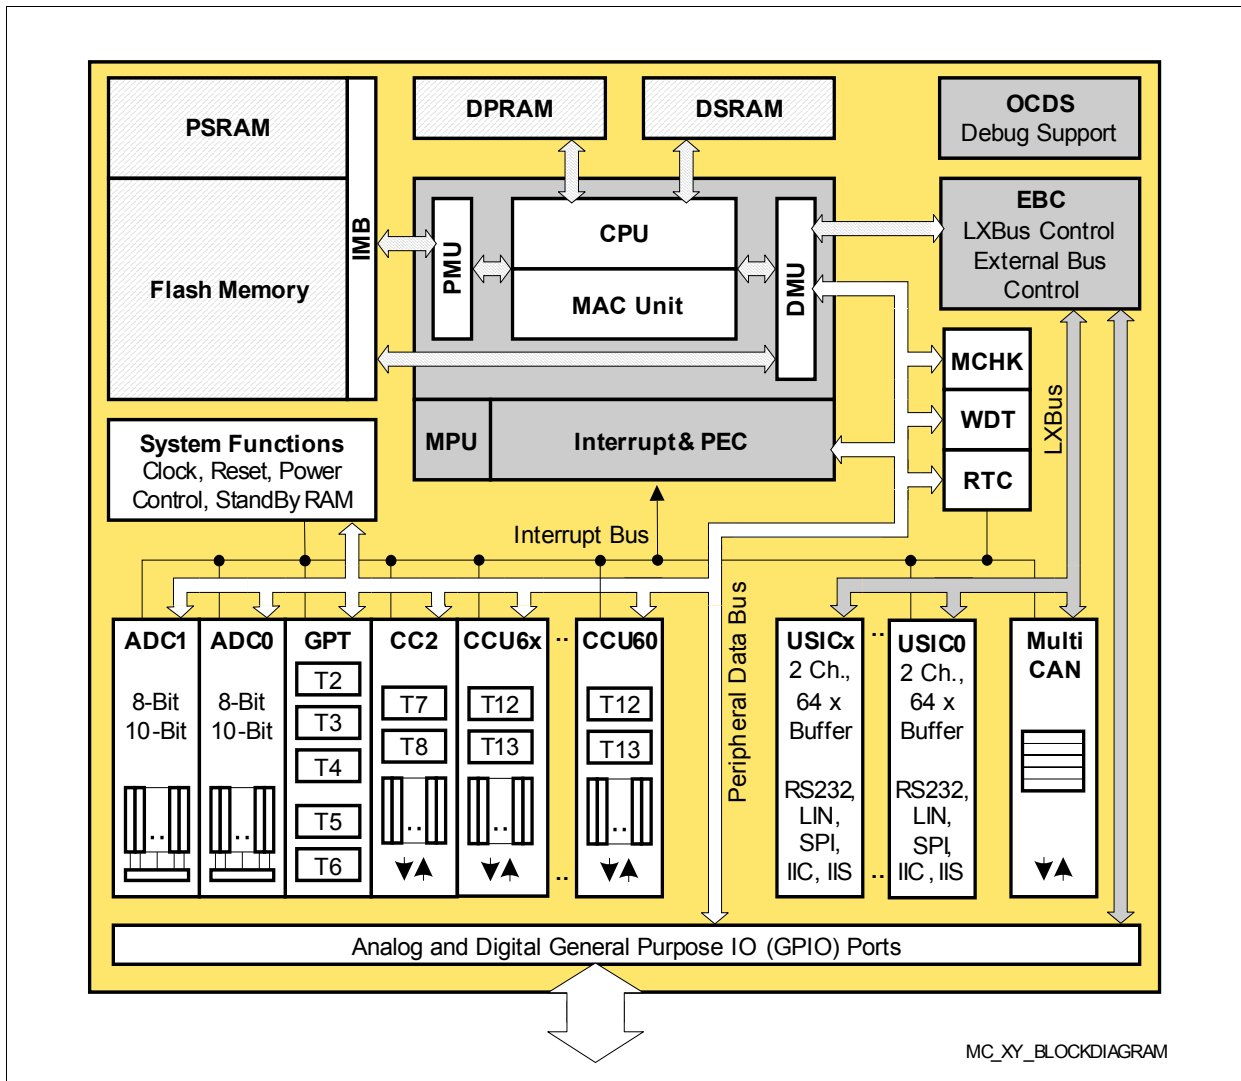 PSRAM
Flash Memory
IMB
DPRAM
DSRAM
OCDS
Debug Support
PMU
CPU
MAC Unit
DMU
EBC
LXBus Control
External Bus
Control
MPU
Interrupt & PEC
MCHK
WDT
RTC
LXBus
System Functions
Clock, Reset, Power
Control, StandBy RAM
Interrupt Bus
Peripheral Data Bus
ADC1
8-Bit
10-Bit
..
ADC0
8-Bit
10-Bit
..
GPT
T2
T3
T4
T5
T6
CC2
T7
T8
..
CCU6x
T12
T13
..
..
..
CCU60
T12
T13
..
USICx
2 Ch.,
64 x
Buffer
RS232,
LIN,
SPI,
IIC, IIS
..
..
USIC0
2 Ch.,
64 x
Buffer
RS232,
LIN,
SPI,
IIC, IIS
Multi
CAN
Analog and Digital General Purpose IO (GPIO) Ports
MC_XY_BLOCKDIAGRAM